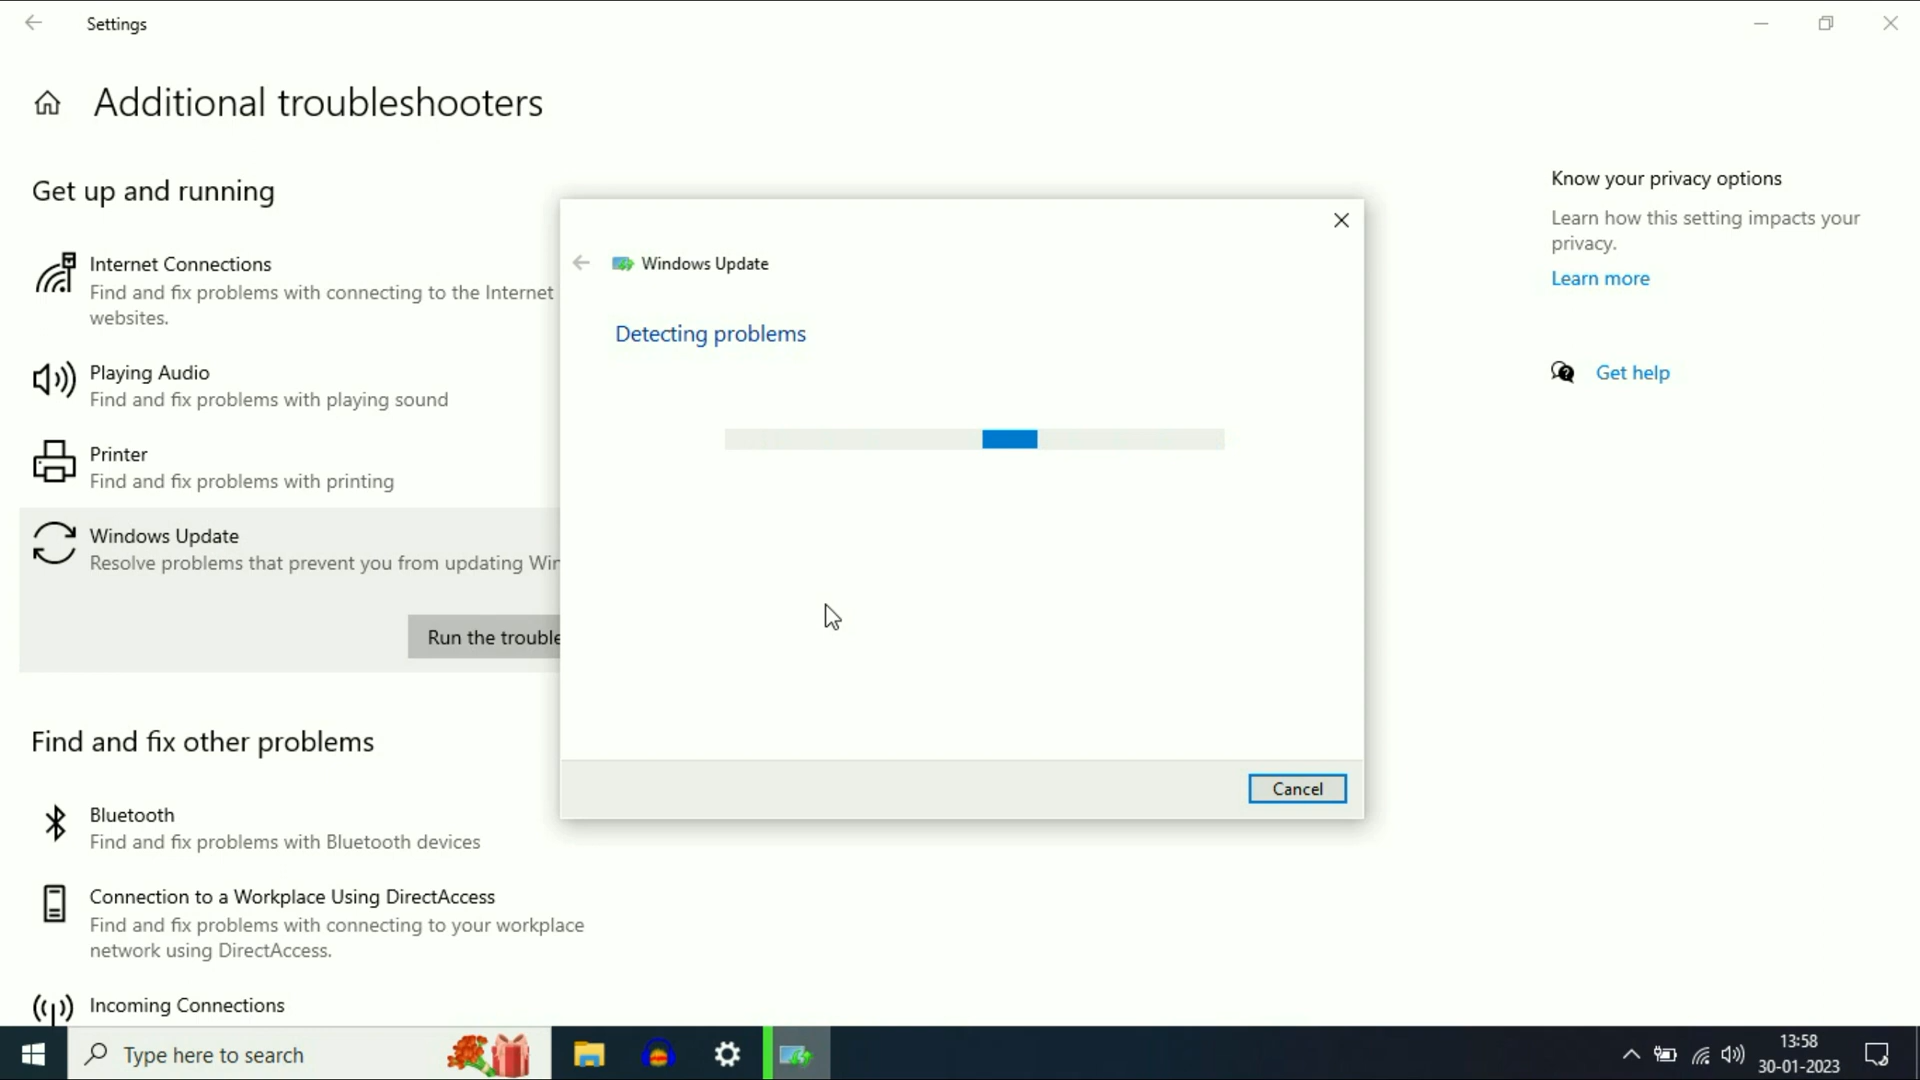 Settings
Additional troubleshooters
Get up and running
Internet Connections
Find and fix problems with connecting to the Internet
websites.
Playing Audio
Find and fix problems with playing sound
Printer
Find and fix problems with printing
Windows Update
Resolve problems that prevent you from updating Win
Run the trouble
Find and fix other problems
Bluetooth
Find and fix problems with Bluetooth devices
Connection to a Workplace Using DirectAccess
Find and fix problems with connecting to your workplace
network using DirectAccess.
Incoming Connections
Windows Update
Detecting problems
Cancel
Know your privacy options
Learn how this setting impacts your
privacy.
Learn more
Get help
Type here to search
13:58
30-01-2023